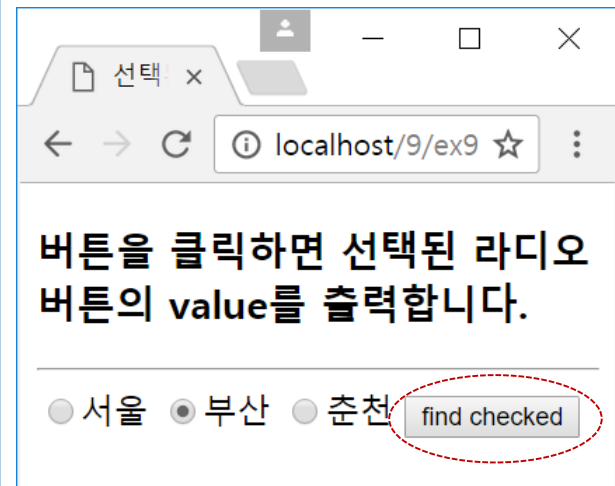 선택
localhost/9/ex9
버튼을 클릭하면 선택된 라디오
버튼의 value를 출력합니다.
서울 부산 춘천 find checked